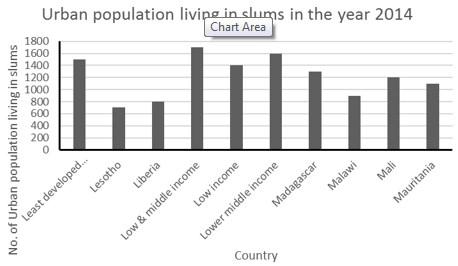 Urban population living in slums in the year 2014
Chart Area
No. of Urban population living in slums
1800
1600
1400
1200
1000
800
600
400
200
0
Least developed...
Lesotho
Liberia
Low & middle income
Low income
Lower middle income
Madagascar
Malawi
Mali
Mauritania
Country